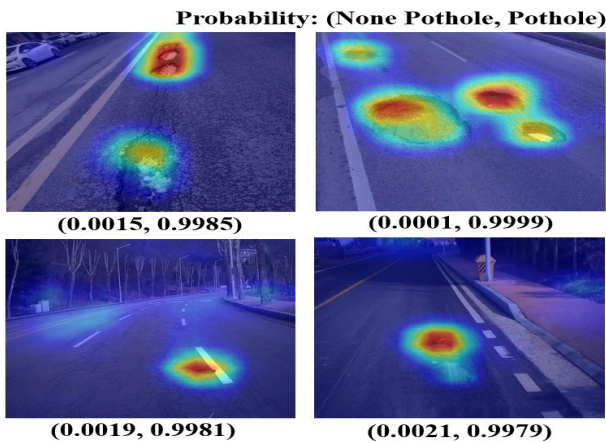 Probability: (None Pothole, Pothole)
(0.0015, 0.9985)
(0.0001, 0.9999)
(0.0019, 0.9981)
(0.0021, 0.9979)